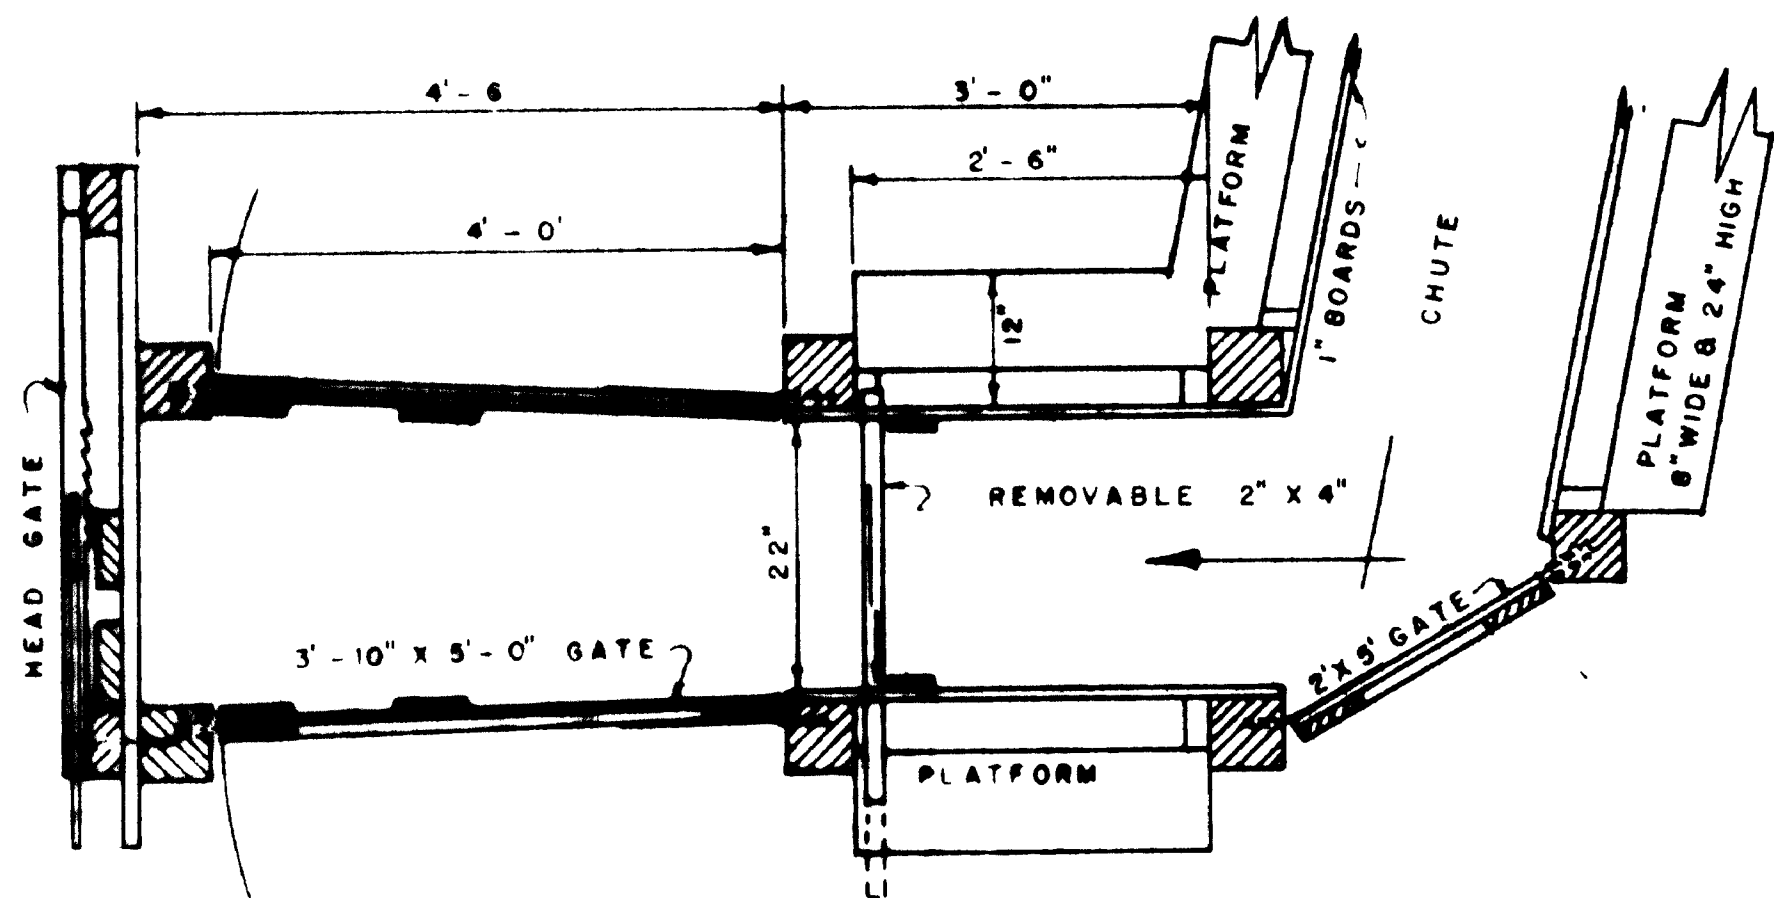 4' - 6
3' - 0"
2' - 6"
4' - 0'
12"
PLATFORM
1" BOARDS
CHUTE
PLATFORM
8" WIDE & 24" HIGH
HEAD GATE
REMOVABLE 2" X 4"
22"
3' - 10" X 5' - 0" GATE
2' X 5' GATE
PLATFORM